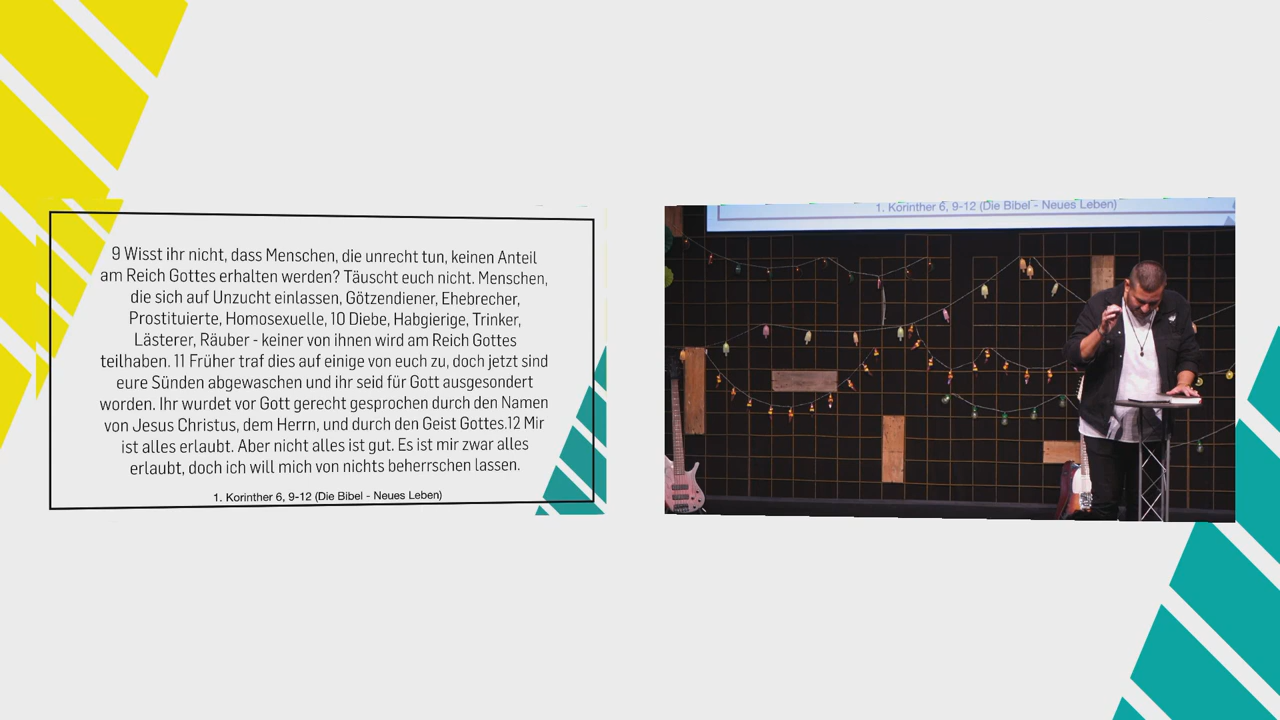 9 Wisst ihr nicht, dass Menschen, die unrecht tun, keinen Anteil
am Reich Gottes erhalten werden? Täuscht euch nicht. Menschen,
die sich auf Unzucht einlassen, Götzendiener, Ehebrecher,
Prostituierte, Homosexuelle, 10 Diebe, Habgierige, Trinker,
Lästerer, Räuber - keiner von ihnen wird am Reich Gottes
teilhaben. 11 Früher traf dies auf einige von euch zu, doch jetzt sind
eure Sünden abgewaschen und ihr seid für Gott ausgesondert
worden. Ihr wurdet vor Gott gerecht gesprochen durch den Namen
von Jesus Christus, dem Herrn, und durch den Geist Gottes.12 Mir
ist alles erlaubt. Aber nicht alles ist gut. Es ist mir zwar alles
erlaubt, doch ich will mich von nichts beherrschen lassen.
1. Korinther 6, 9-12 (Die Bibel - Neues Leben)
1. Korinther 6, 9-12 (Die Bibel - Neues Leben)